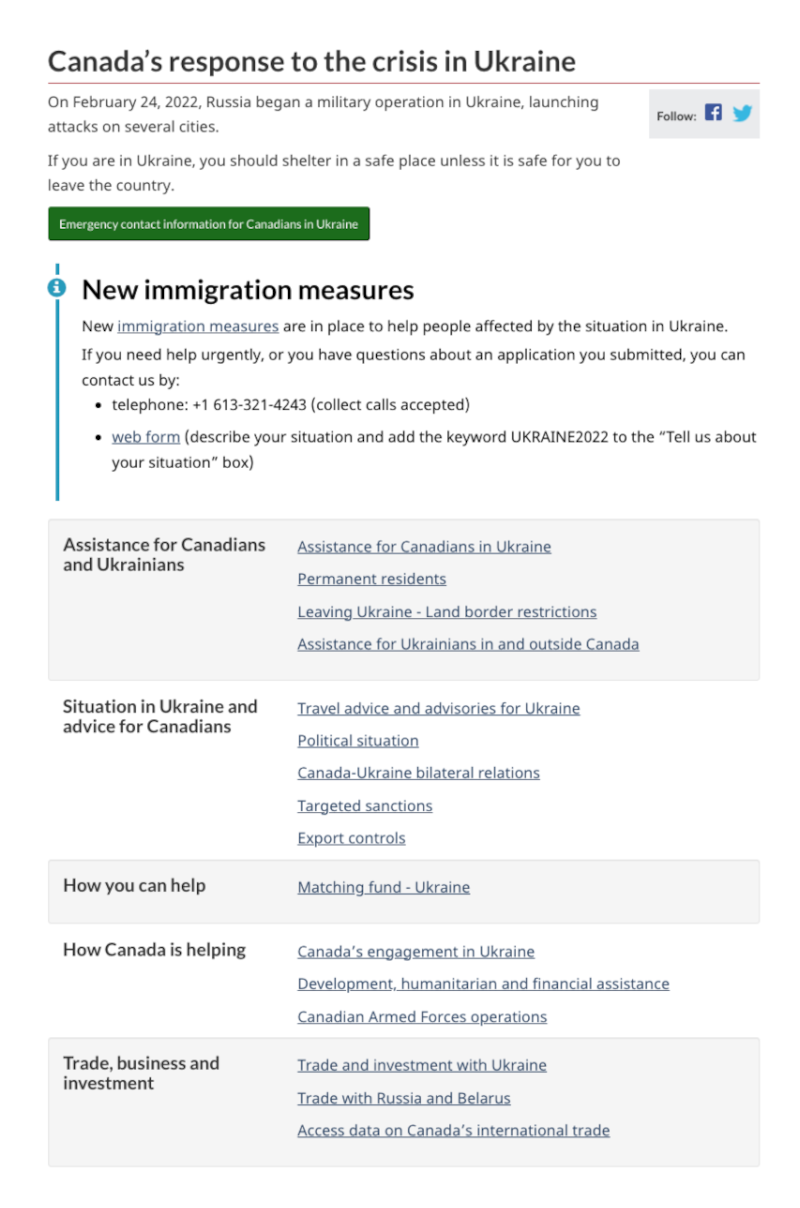 Canada’s response to the crisis in Ukraine
On February 24, 2022, Russia began a military operation in Ukraine, launching
attacks on several cities.
Follow:
If you are in Ukraine, you should shelter in a safe place unless it is safe for you to
leave the country.
Emergency contact information for Canadians in Ukraine
New immigration measures
New immigration measures are in place to help people affected by the situation in Ukraine.
If you need help urgently, or you have questions about an application you submitted, you can
contact us by:
• telephone: +1 613-321-4243 (collect calls accepted)
• web form (describe your situation and add the keyword UKRAINE2022 to the “Tell us about
your situation” box)
Assistance for Canadians
and Ukrainians
Assistance for Canadians in Ukraine
Permanent residents
Leaving Ukraine - Land border restrictions
Assistance for Ukrainians in and outside Canada
Situation in Ukraine and
advice for Canadians
Travel advice and advisories for Ukraine
Political situation
Canada-Ukraine bilateral relations
Targeted sanctions
Export controls
How you can help
Matching fund - Ukraine
How Canada is helping
Canada’s engagement in Ukraine
Development, humanitarian and financial assistance
Canadian Armed Forces operations
Trade, business and
investment
Trade and investment with Ukraine
Trade with Russia and Belarus
Access data on Canada’s international trade